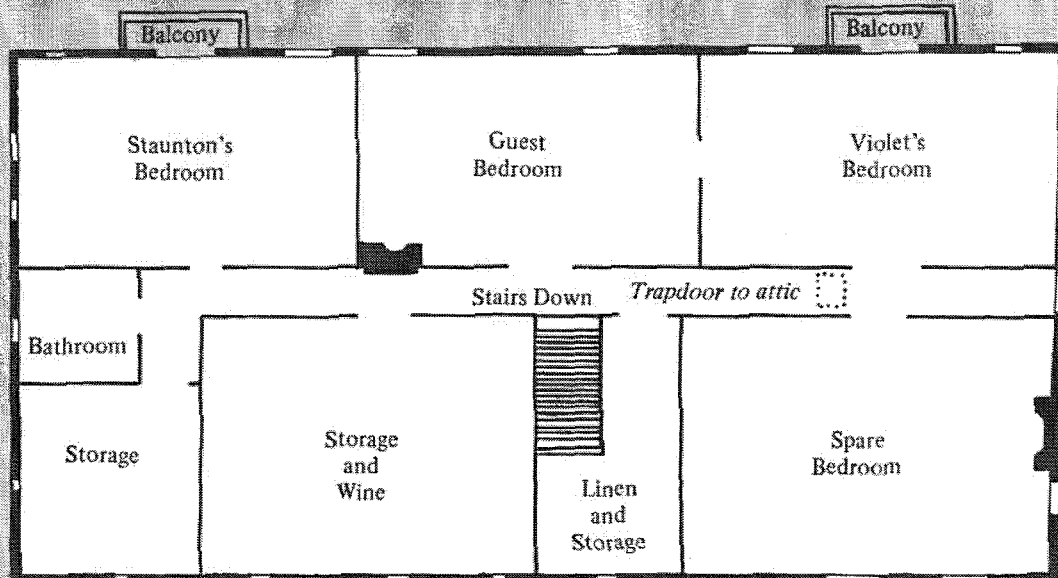 Balcony
Balcony
Staunton's
Bedroom
Guest
Bedroom
Violet's
Bedroom
Stairs Down
Trapdoor to attic
Bathroom
Storage
Storage
and
Wine
Linen
and
Storage
Spare
Bedroom